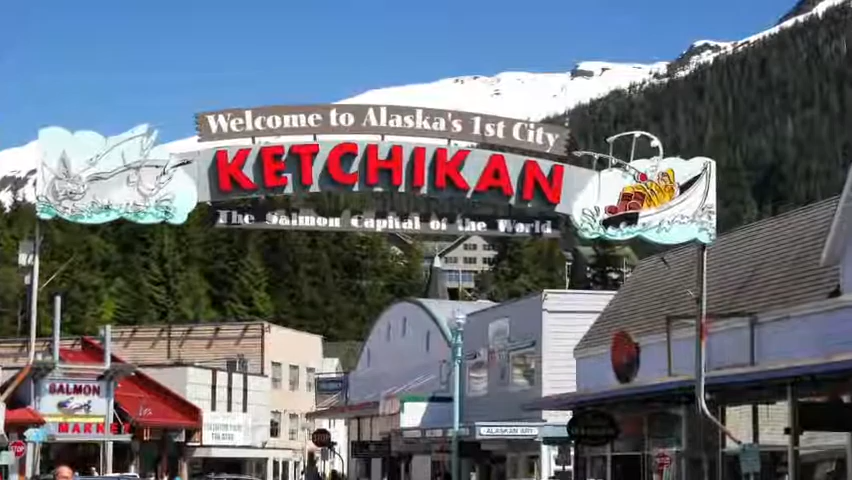 Welcome to Alaska's 1st City
KETCHIKAN
The Salmon Capital of the World
SALMON
MARKET
ALASKAN ART